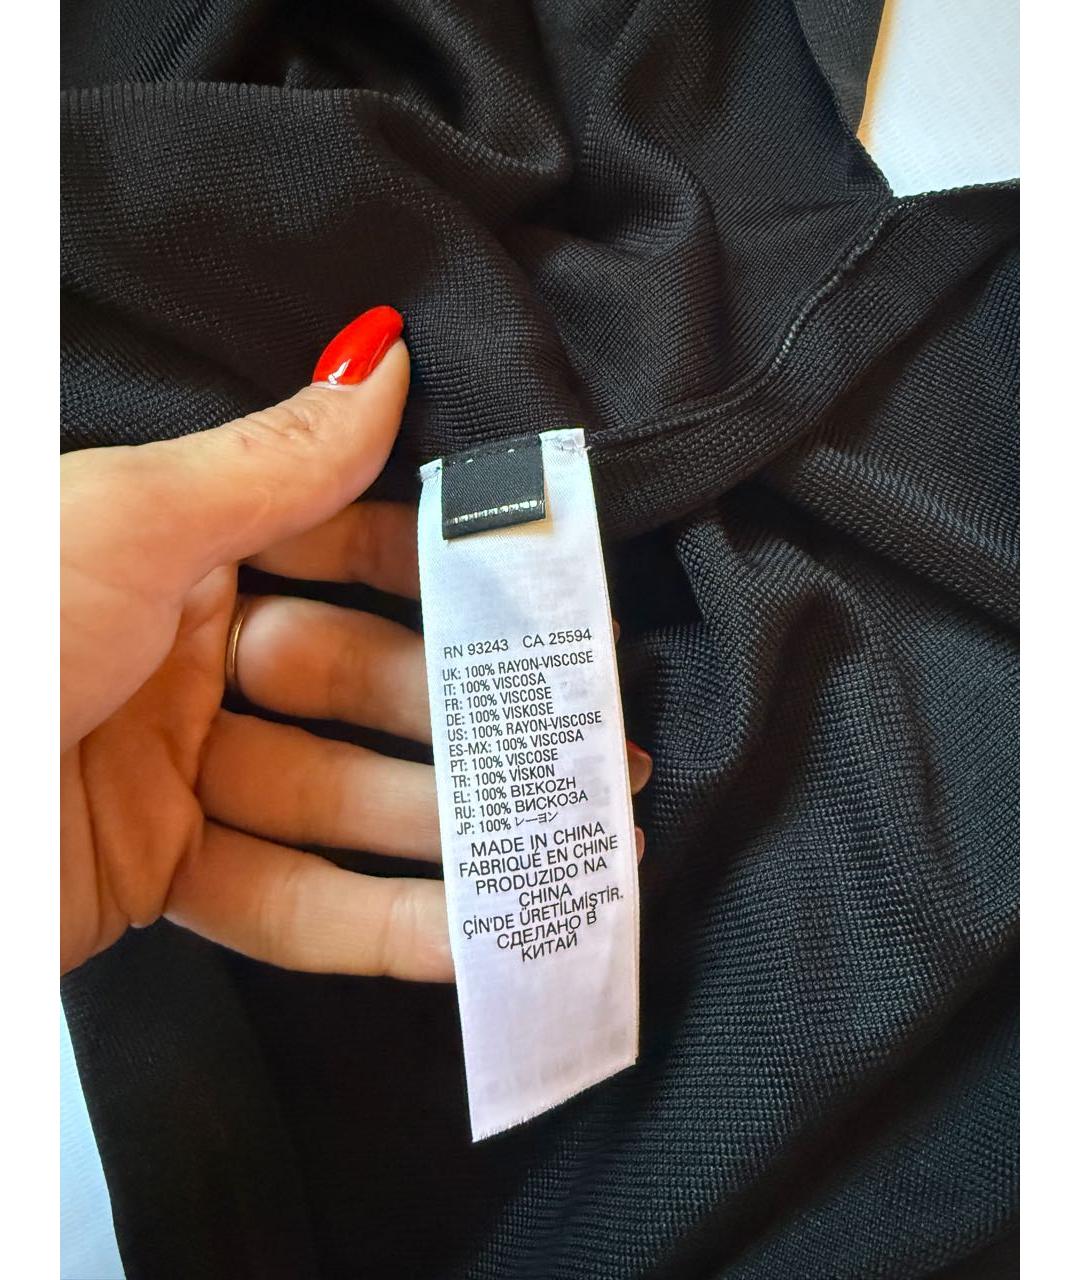 RN 93243 CA 25594
UK: 100% RAYON-VISCOSE
IT: 100% VISCOSA
FR: 100% VISCOSE
DE: 100% VISKOSE
US: 100% RAYON-VISCOSE
ES-MX: 100% VISCOSA
PT: 100% VISCOSE
TR: 100% VİSKON
EL: 100% ΒΙΣΚΟΖΗ
RU: 100% ВИСКОЗА
JP: 100% レーヨン
MADE IN CHINA
FABRIQUÉ EN CHINE
PRODUZIDO NA
CHINA
ÇİN'DE ÜRETİLMİŞTİR.
СДЕЛАНО В
КИТАЙ